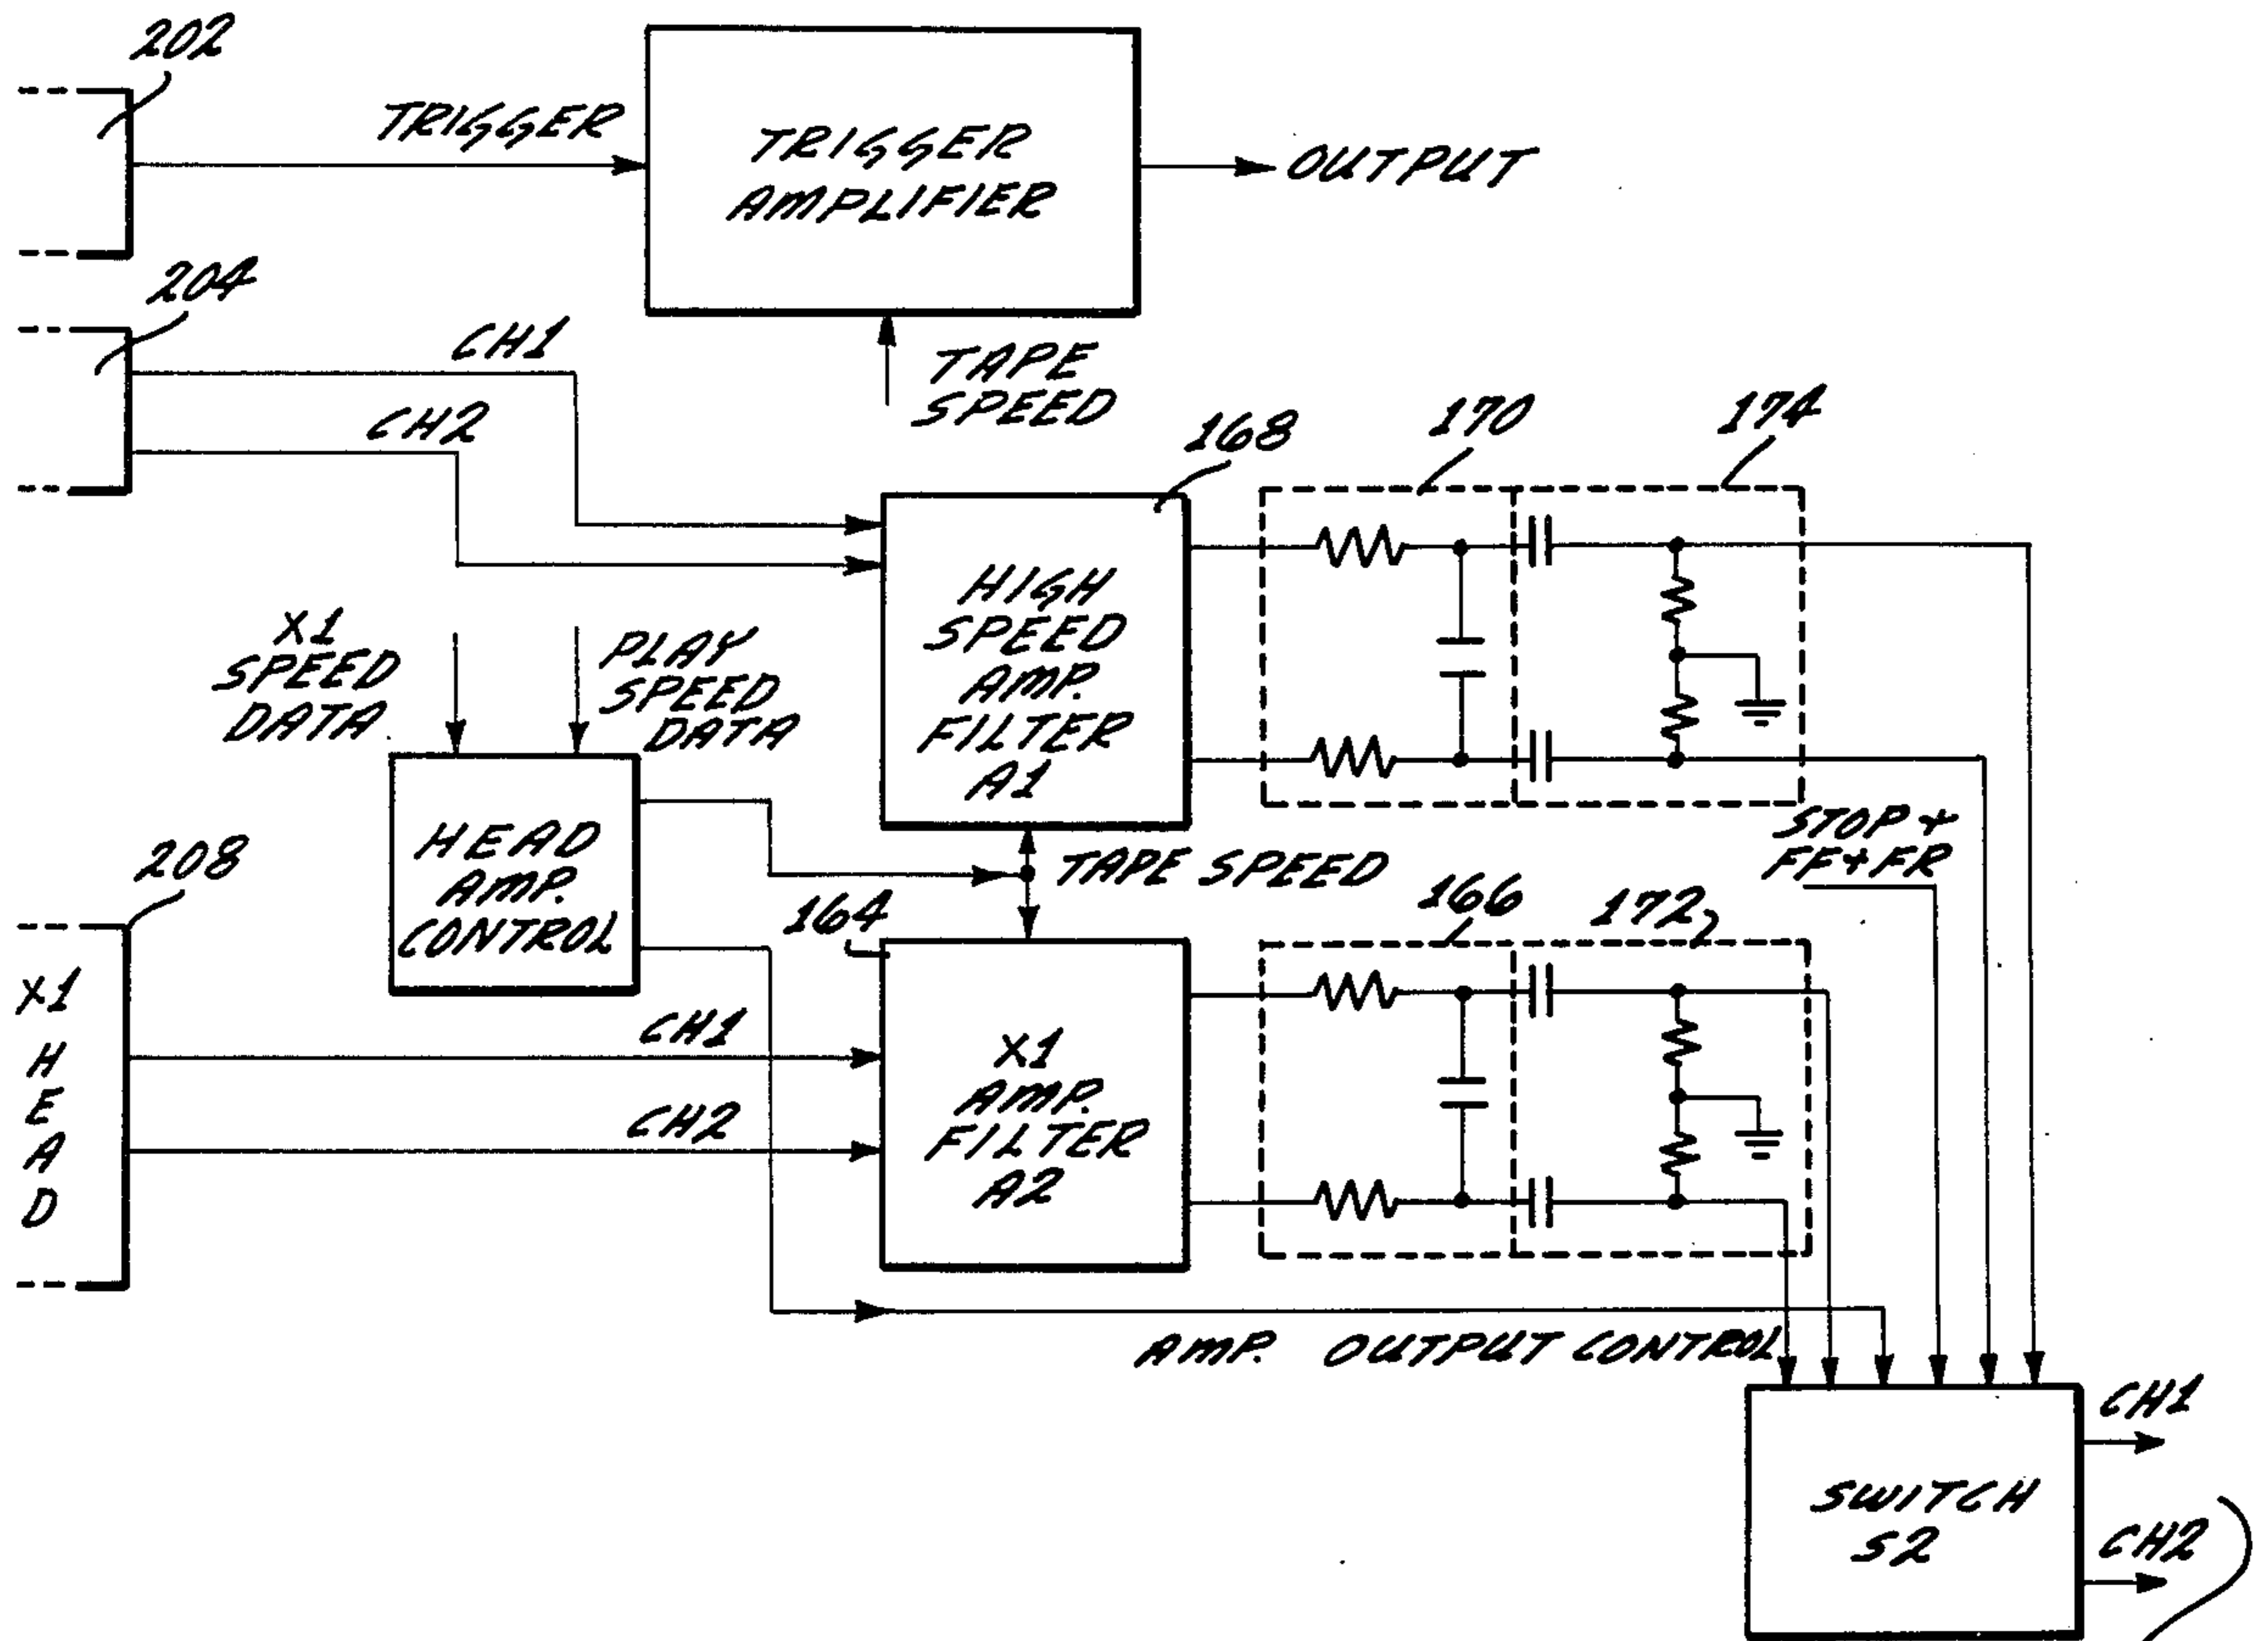 202
TRIGGER
TRIGGER
AMPLIFIER
OUTPUT
204
CH1
CH2
TAPE
SPEED
168
170
174
HIGH
SPEED
AMP.
FILTER
A1
X1
SPEED
DATA
PLAY
SPEED
DATA
HEAD
AMP.
CONTROL
TAPE SPEED
STOP +
FF+FR
208
164
166
172
X1
H
E
A
D
CH1
CH2
X1
AMP.
FILTER
A2
AMP. OUTPUT CONTROL
SWITCH
S2
CH1
CH2